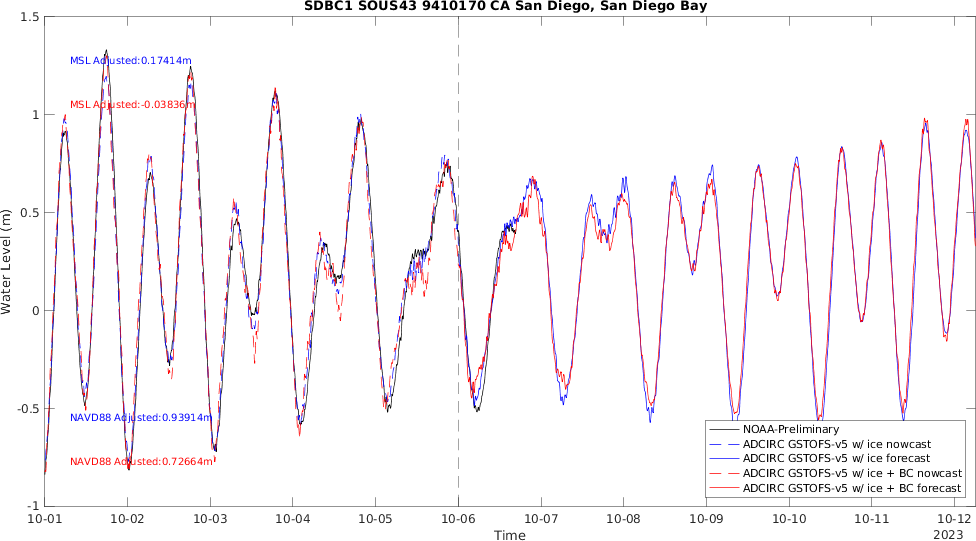 SDBC1 SOUS43 9410170 CA San Diego, San Diego Bay
1.5
MSL Adjusted:0.17414m
MSL Adjusted:-0.03836m
1
0.5
Water Level (m)
0
-0.5
NAVD88 Adjusted:0.93914m
NAVD88 Adjusted:0.72664m
NOAA-Preliminary
ADCIRC GSTOFS-v5 w/ ice nowcast
ADCIRC GSTOFS-v5 w/ ice forecast
ADCIRC GSTOFS-v5 w/ ice + BC nowcast
ADCIRC GSTOFS-v5 w/ ice + BC forecast
-1
10-01 10-02 10-03 10-04 10-05 10-06 10-07 10-08 10-09 10-10 10-11 10-12
2023
Time